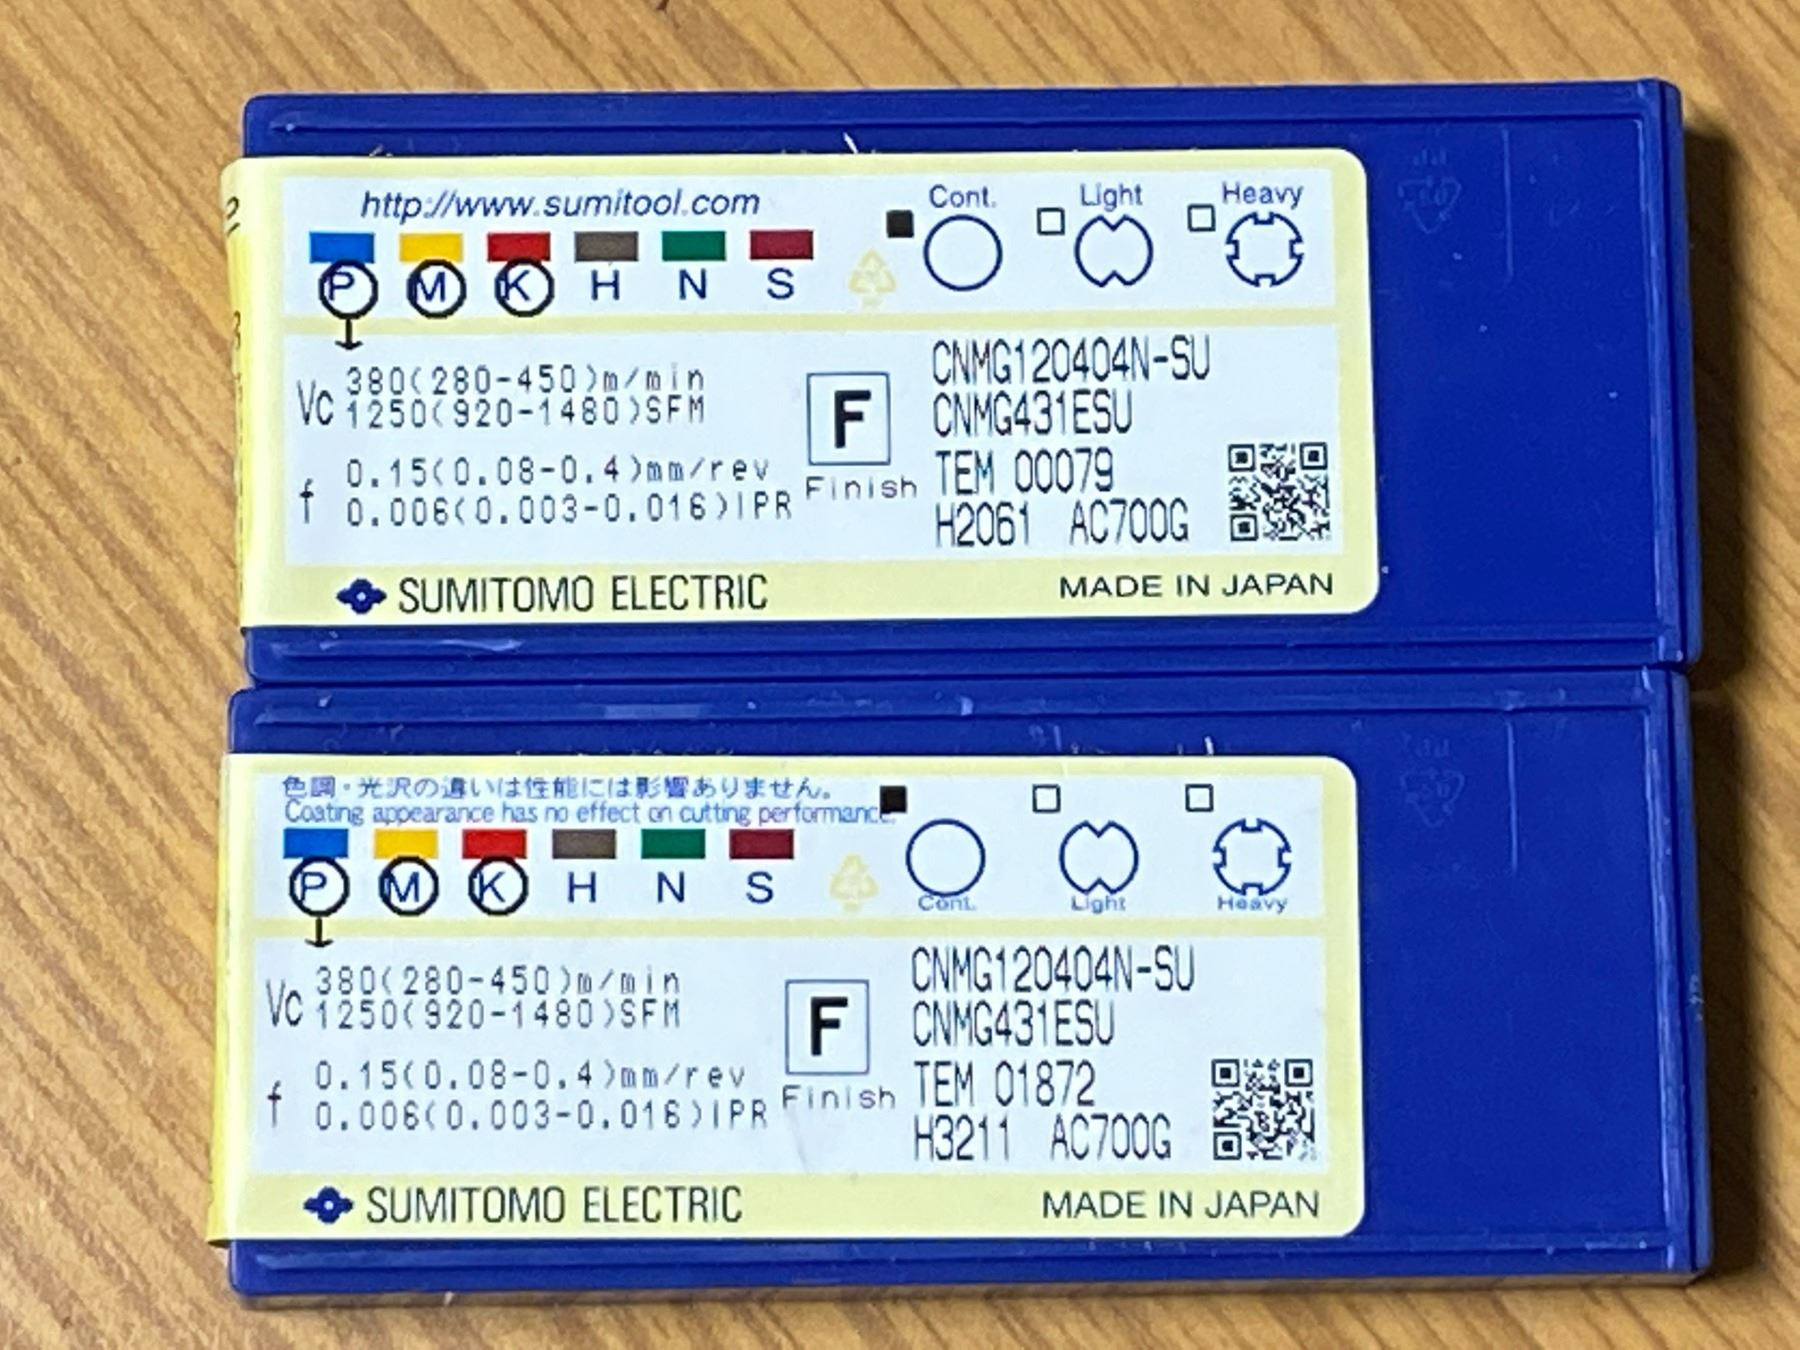 http://www.sumitool.com
Cont. Light Heavy
P M K H N S
Vc 380(280-450)m/min
1250(920-1480)SFM
f 0.15(0.08-0.4)mm/rev
0.006(0.003-0.016)IPR
F
Finish
CNMG120404N-SU
CNMG431ESU
TEM 00079
H2061 AC700G
SUMITOMO ELECTRIC
MADE IN JAPAN
色調・光沢の違いは性能には影響ありません。
Coating appearance has no effect on cutting performance.
P M K H N S
Cont. Light Heavy
Vc 380(280-450)m/min
1250(920-1480)SFM
f 0.15(0.08-0.4)mm/rev
0.006(0.003-0.016)IPR
F
Finish
CNMG120404N-SU
CNMG431ESU
TEM 01872
H3211 AC700G
SUMITOMO ELECTRIC
MADE IN JAPAN